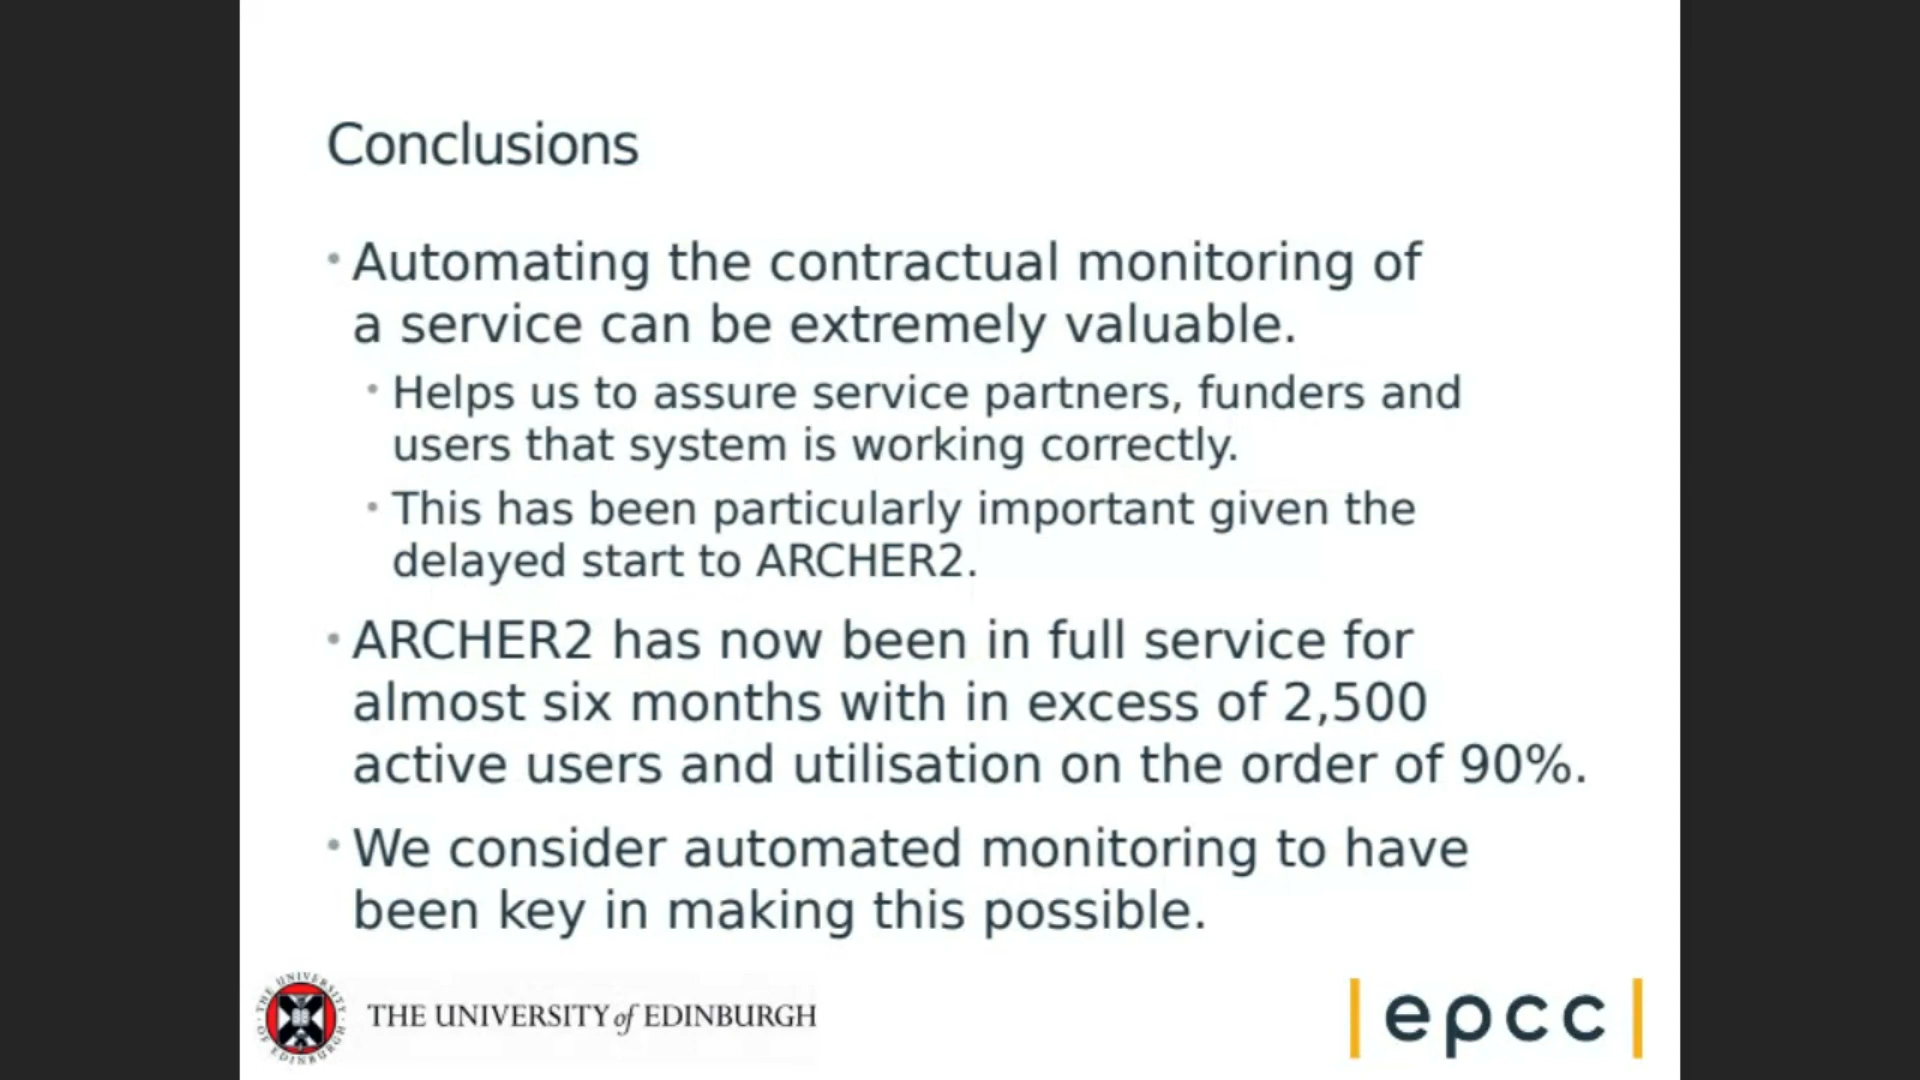 Conclusions
• Automating the contractual monitoring of
a service can be extremely valuable.
• Helps us to assure service partners, funders and
users that system is working correctly.
• This has been particularly important given the
delayed start to ARCHER2.
• ARCHER2 has now been in full service for
almost six months with in excess of 2,500
active users and utilisation on the order of 90%.
• We consider automated monitoring to have
been key in making this possible.
THE UNIVERSITY OF EDINBURGH
THE UNIVERSITY of EDINBURGH
|epcc|